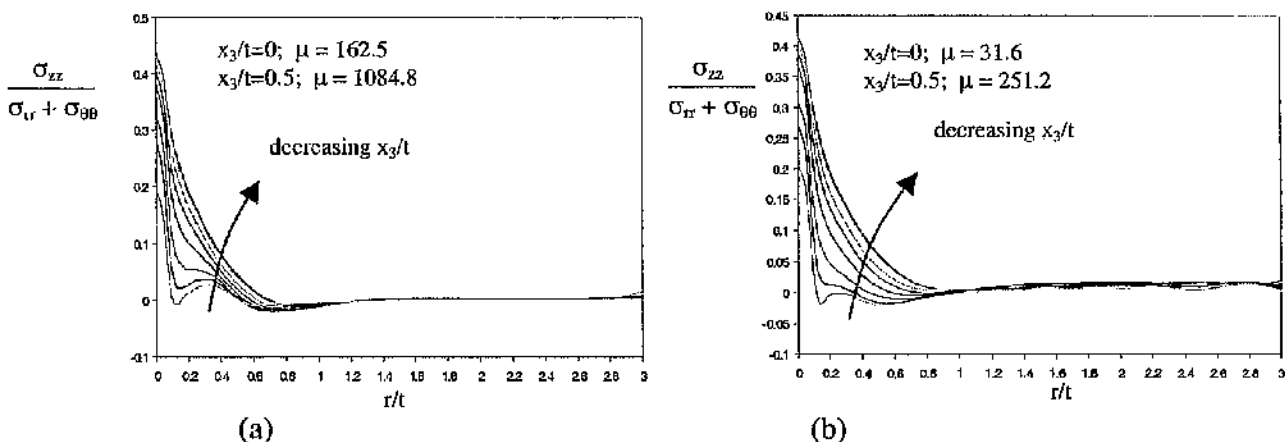 σzz
σrr + σθθ
x3/t=0; μ = 162.5
x3/t=0.5; μ = 1084.8
decreasing x3/t
0.5
0.4
0.3
0.2
0.1
0
-0.1
0 0.2 0.4 0.6 0.8 1 1.2 1.4 1.6 1.8 2 2.2 2.4 2.6 2.8 3
r/t
(a)
σzz
σrr + σθθ
x3/t=0; μ = 31.6
x3/t=0.5; μ = 251.2
decreasing x3/t
0.45
0.4
0.35
0.3
0.25
0.2
0.15
0.1
0.05
0
-0.05
-0.1
0 0.2 0.4 0.6 0.8 1 1.2 1.4 1.6 1.8 2 2.2 2.4 2.6 2.8 3
r/t
(b)